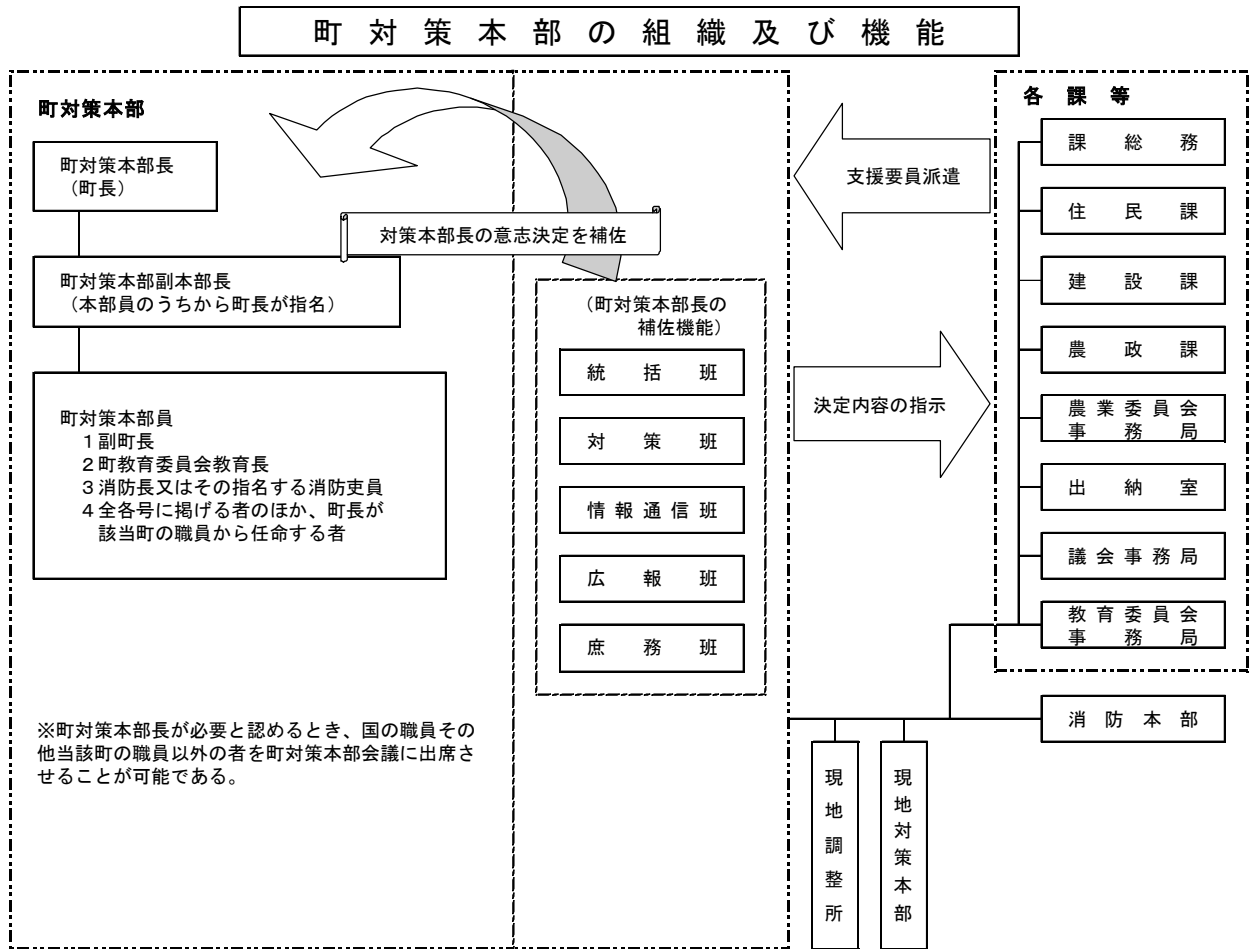 町対策本部の組織及び機能
町対策本部
町対策本部長
（町長）
対策本部長の意志決定を補佐
町対策本部副本部長
（本部員のうちから町長が指名）
町対策本部員
1副町長
2町教育委員会教育長
3消防長又はその指名する消防吏員
4全各号に掲げる者のほか、町長が
該当町の職員から任命する者
※町対策本部長が必要と認めるとき、国の職員その
他当該町の職員以外の者を町対策本部会議に出席さ
せることが可能である。
（町対策本部長の
補佐機能）
統括班
対策班
情報通信班
広報班
庶務班
支援要員派遣
決定内容の指示
各課等
課総務
住民課
建設課
農政課
農業委員会
事務局
出納室
議会事務局
教育委員会
事務局
消防本部
現地調整所
現地対策本部